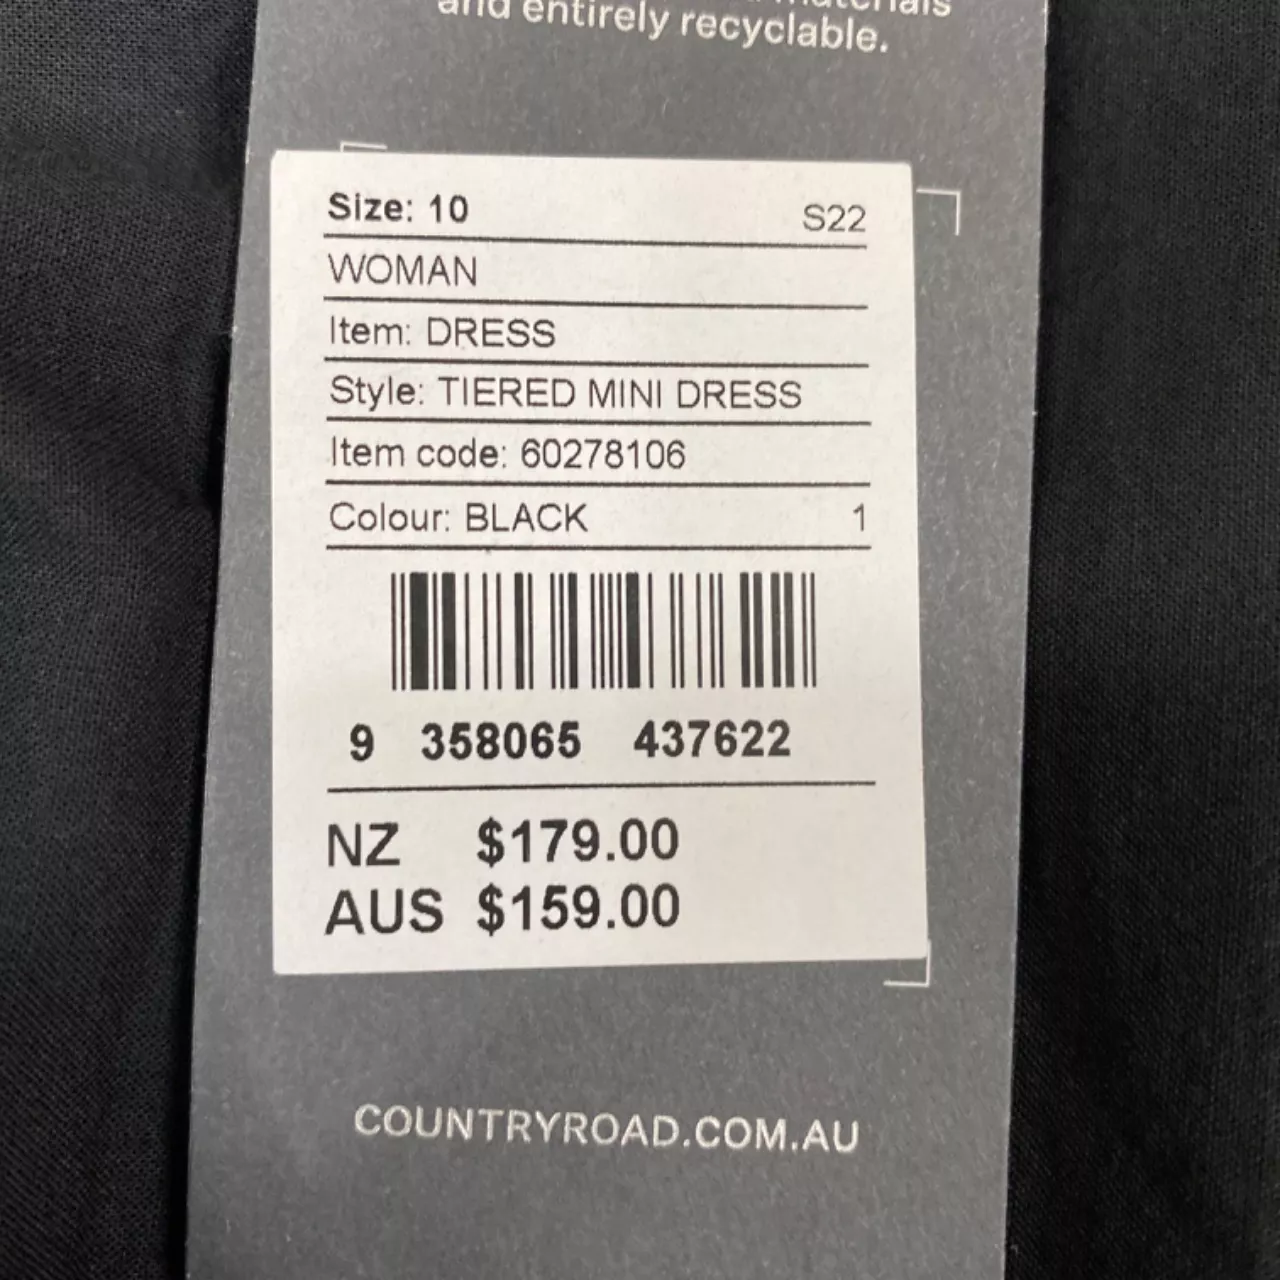 and entirely recyclable.
Size: 10 S22
WOMAN
Item: DRESS
Style: TIERED MINI DRESS
Item code: 60278106
Colour: BLACK 1
9 358065 437622
NZ $179.00
AUS $159.00
COUNTRYROAD.COM.AU